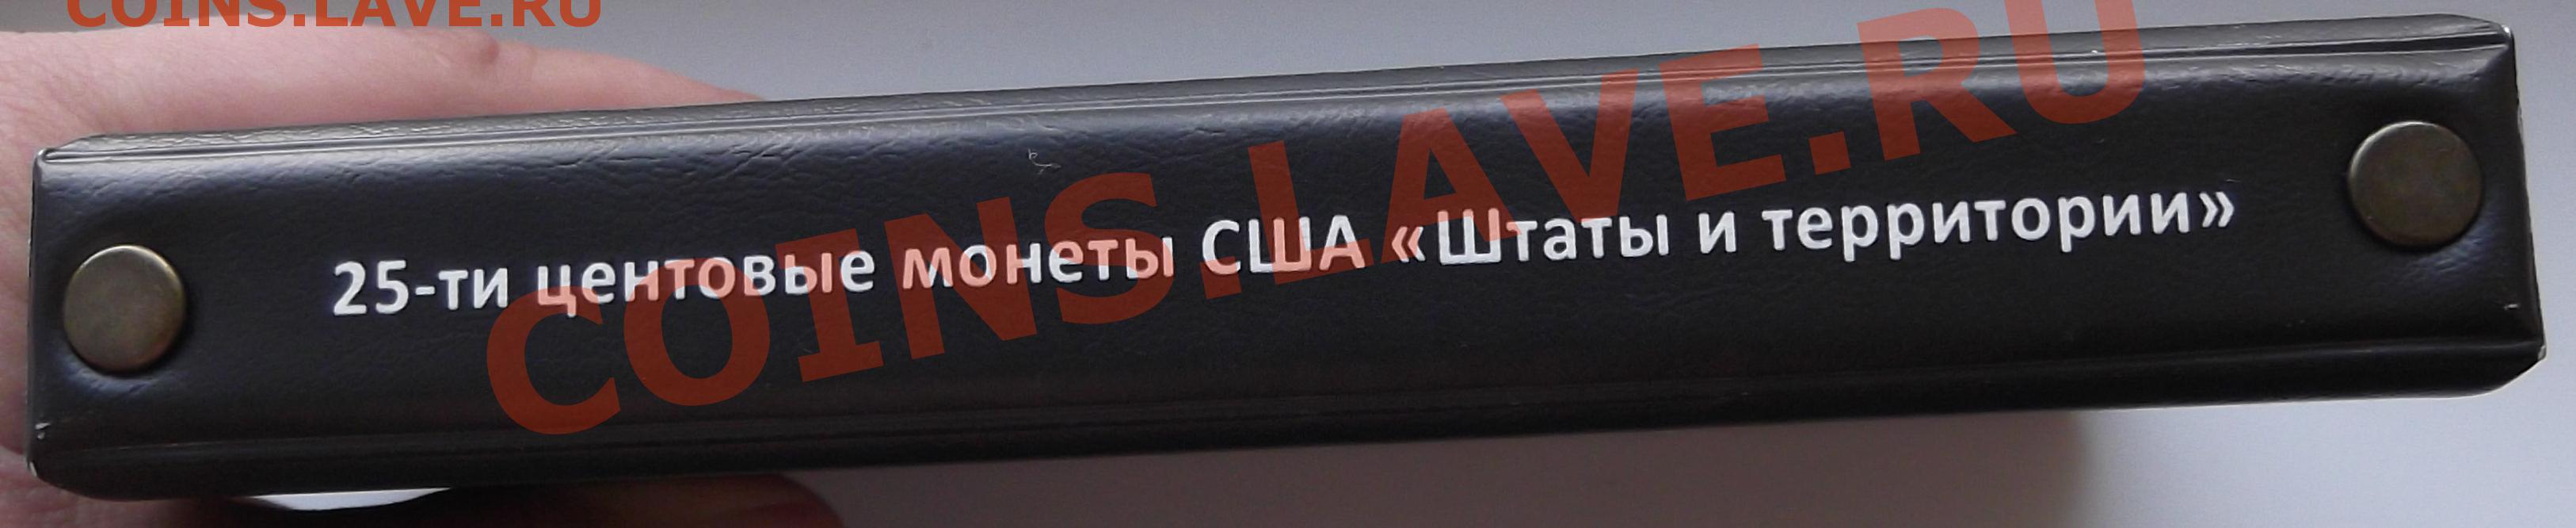 COINS.LAVE.RU
25-ти центовые монеты США «Штаты и территории»
COINS.LAVE.RU